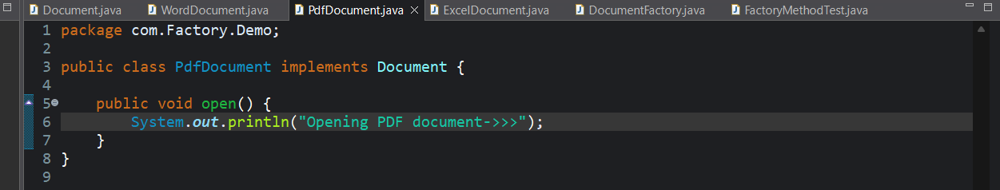 Document.java WordDocument.java PdfDocument.java ExcelDocument.java DocumentFactory.java FactoryMethodTest.java
1 package com.Factory.Demo;
2
3 public class PdfDocument implements Document {
4
5 public void open() {
6 System.out.println("Opening PDF document->>>");
7 }
8 }
9